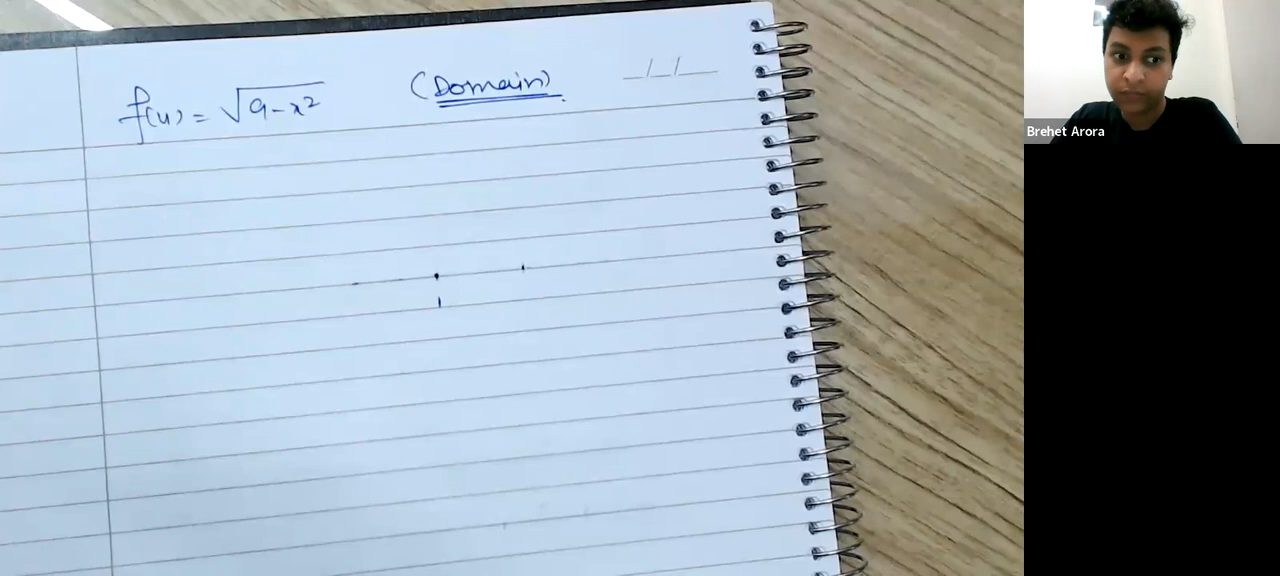 f(u) = √9-x² (Domain) _/_/_
Brehet Arora